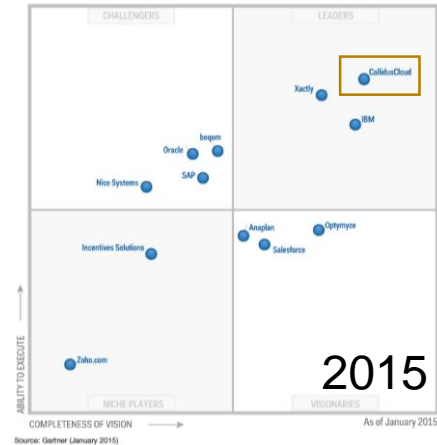 CHALLENGERS
LEADERS
CallidusCloud
Xactly
IBM
beqom
Oracle
SAP
Nice Systems
Anaplan
Optymyze
Salesforce
Incentives Solutions
Zoho.com
2015
NICHE PLAYERS
VISIONARIES
ABILITY TO EXECUTE
COMPLETENESS OF VISION
As of January 2015
Source: Gartner (January 2015)